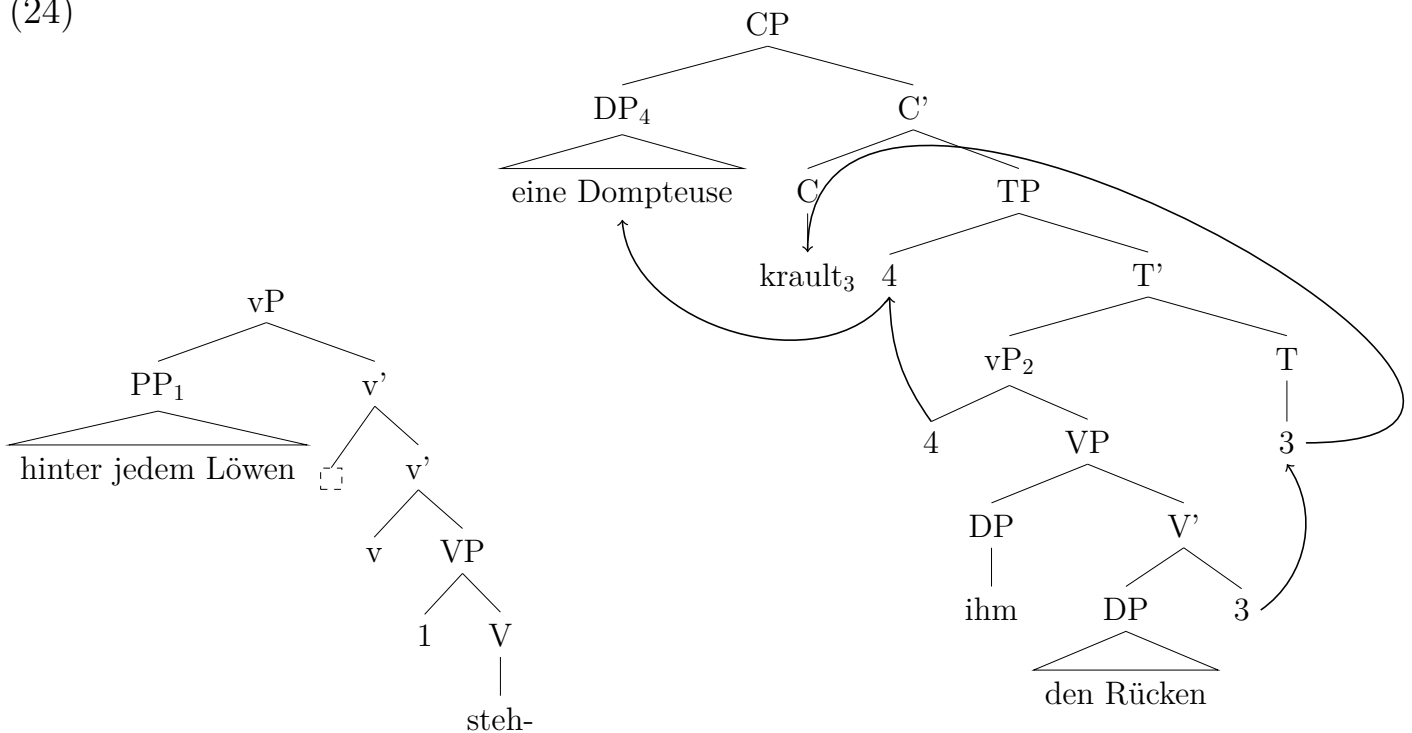 (24)
CP
DP₄ C’
eine Dompteuse C TP
krault₃ 4 T’
vP
vP₂ T
PP₁ v’
4 VP 3
hinter jedem Löwen v’
DP V’
v VP
ihm DP 3
1 V
den Rücken
steh-